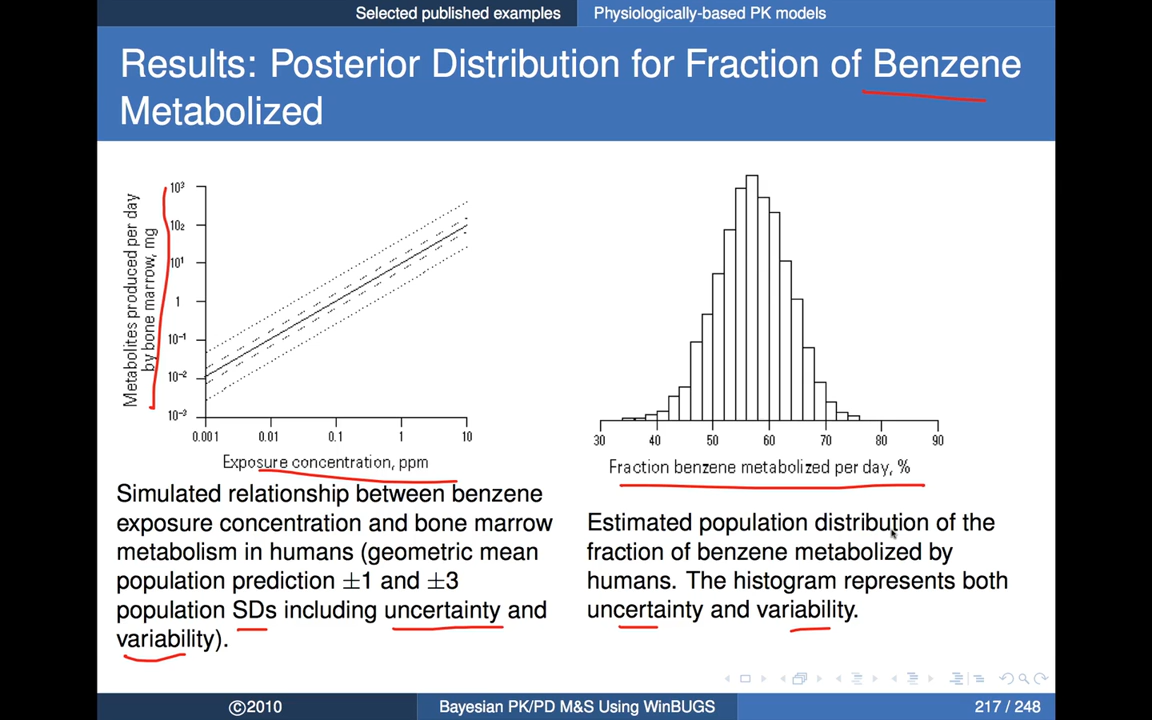 Selected published examples
Physiologically-based PK models
Results: Posterior Distribution for Fraction of Benzene
Metabolized
Metabolites produced per day
by bone marrow, mg
10³
10²
10¹
1
10⁻¹
10⁻²
10⁻³
0.001
0.01
0.1
1
10
Exposure concentration, ppm
Simulated relationship between benzene
exposure concentration and bone marrow
metabolism in humans (geometric mean
population prediction ±1 and ±3
population SDs including uncertainty and
variability).
30
40
50
60
70
80
90
Fraction benzene metabolized per day, %
Estimated population distribution of the
fraction of benzene metabolized by
humans. The histogram represents both
uncertainty and variability.
©2010
Bayesian PK/PD M&S Using WinBUGS
217 / 248